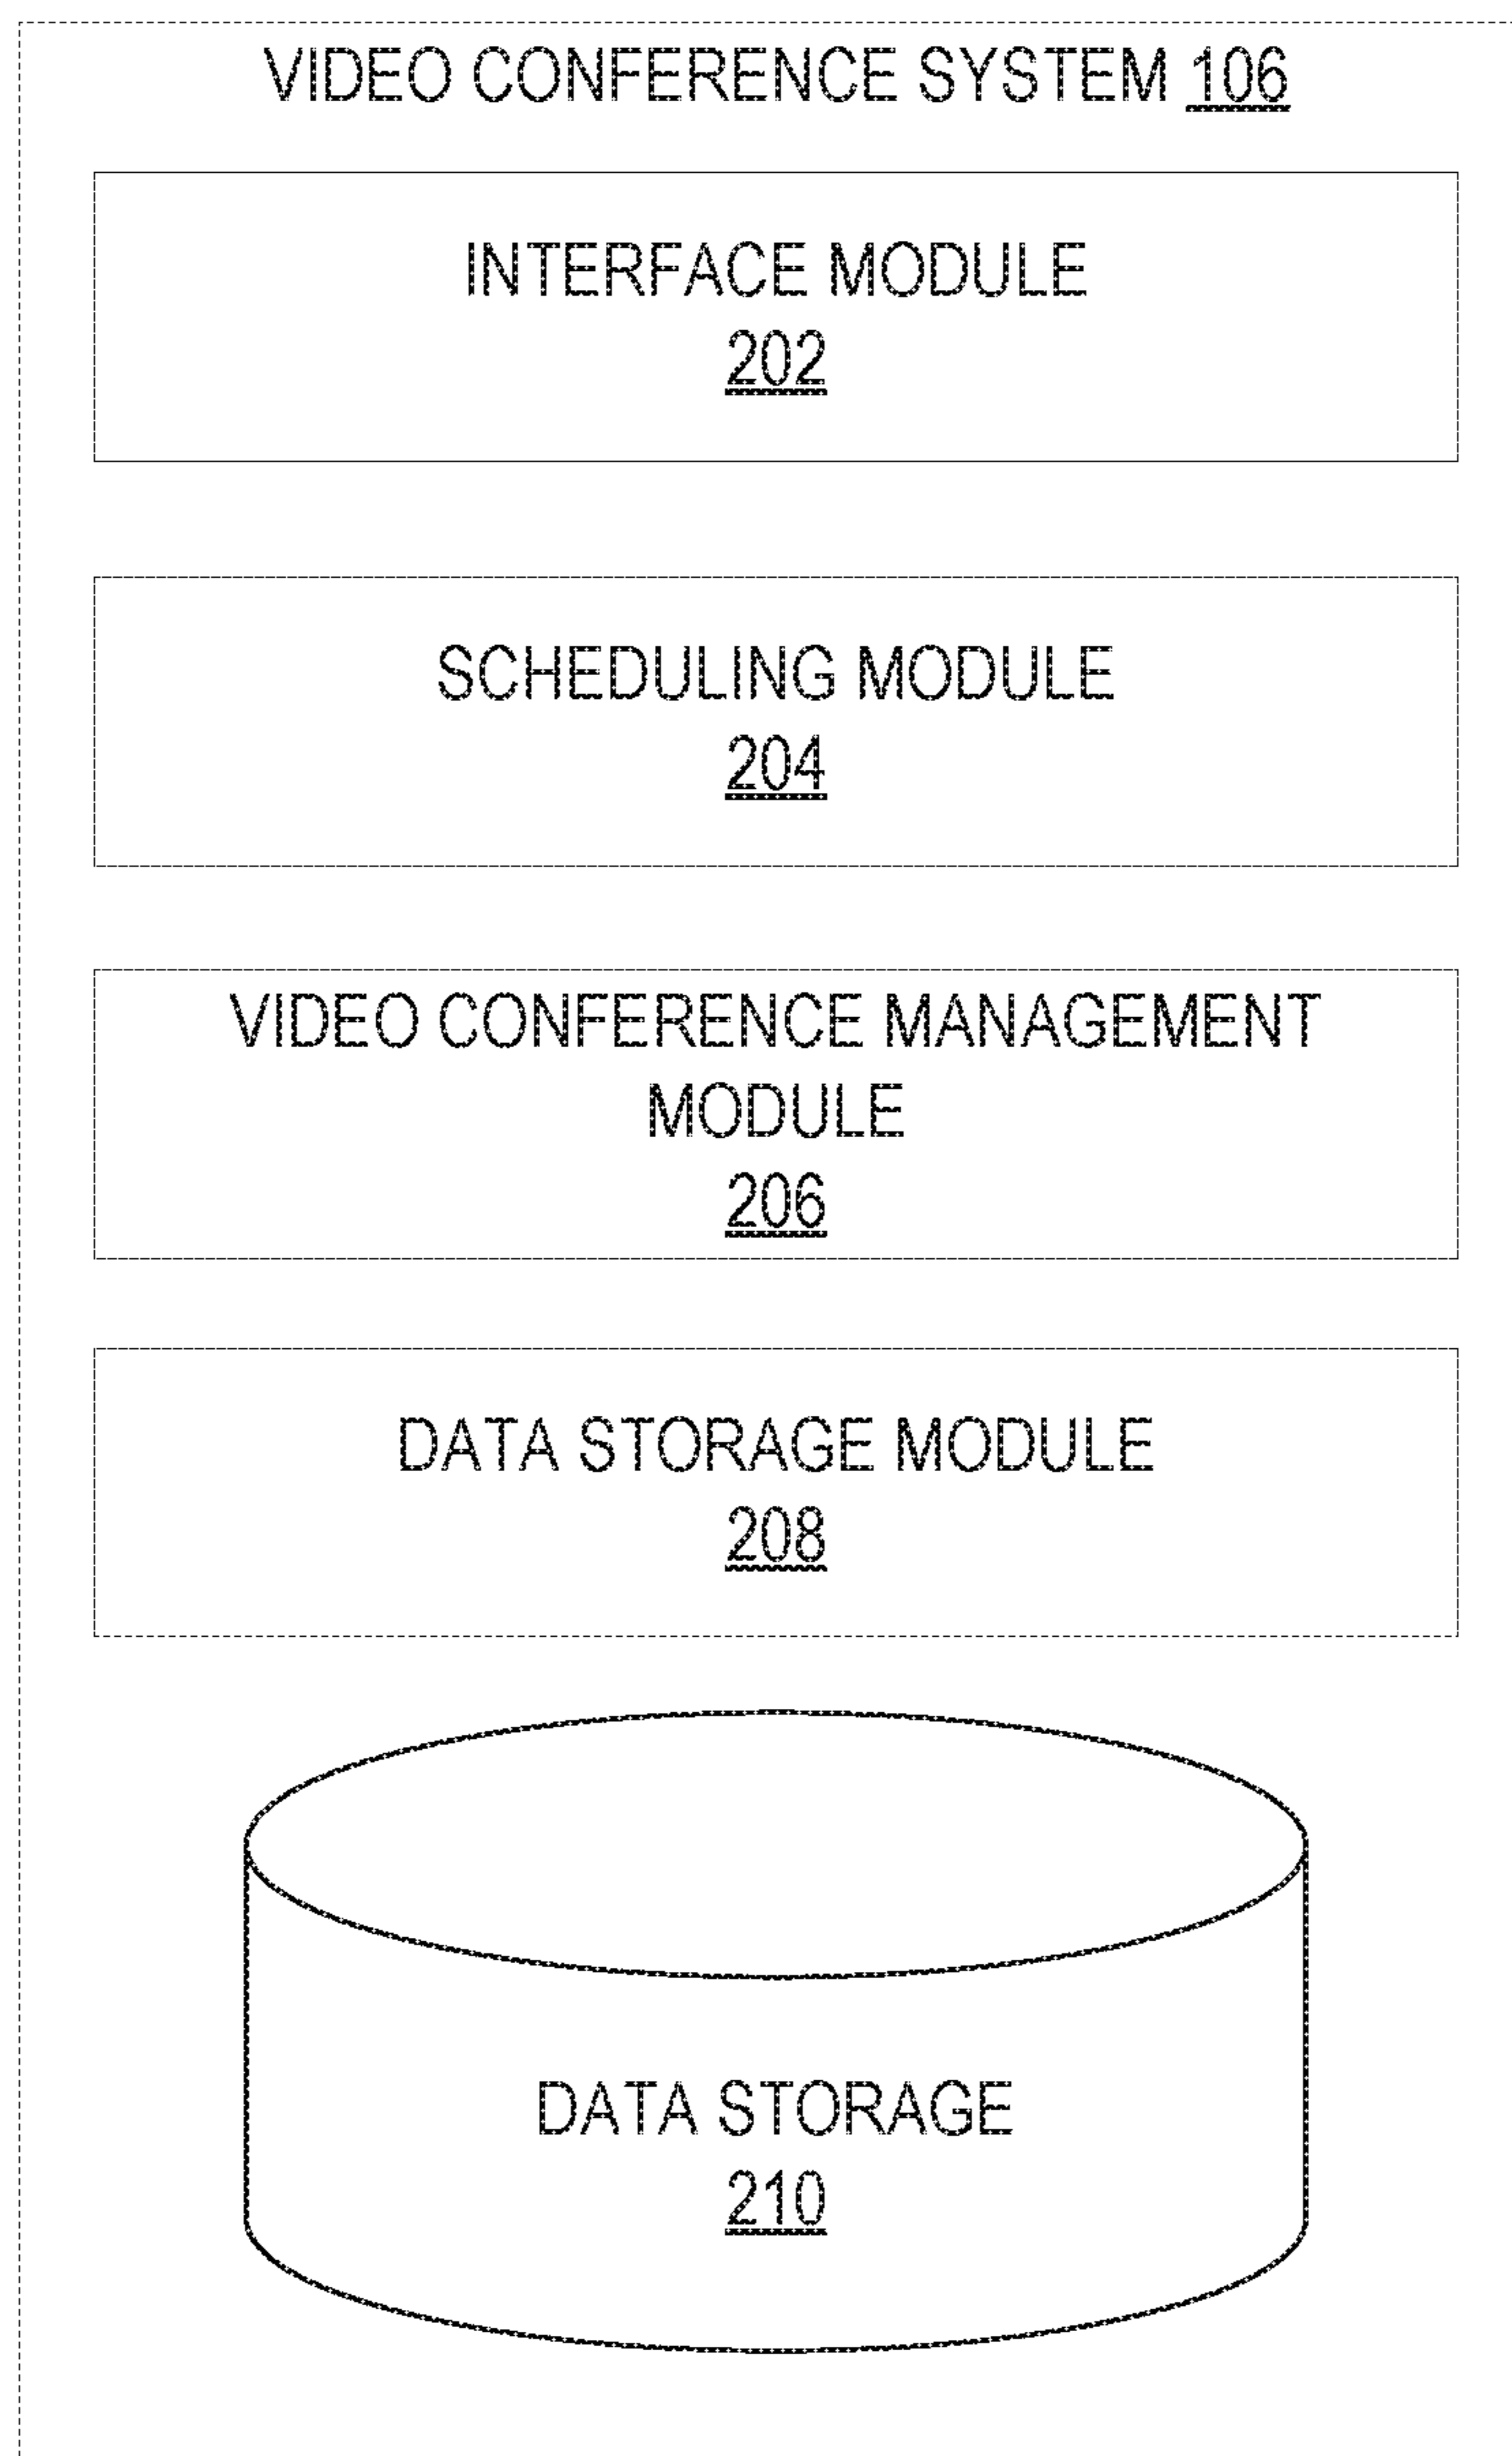 VIDEO CONFERENCE SYSTEM 106
INTERFACE MODULE
202
SCHEDULING MODULE
204
VIDEO CONFERENCE MANAGEMENT
MODULE
206
DATA STORAGE MODULE
208
DATA STORAGE
210